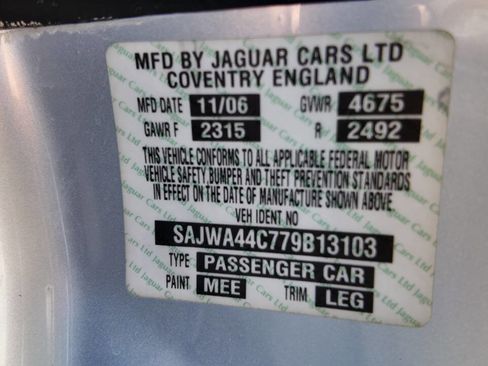 MFD BY JAGUAR CARS LTD
COVENTRY ENGLAND
MFD DATE 11/06 GVWR 4675
GAWR F 2315 R 2492
THIS VEHICLE CONFORMS TO ALL APPLICABLE FEDERAL MOTOR
VEHICLE SAFETY, BUMPER AND THEFT PREVENTION STANDARDS
IN EFFECT ON THE DATE OF MANUFACTURE SHOWN ABOVE.
VEH IDENT NO
SAJWA44C779B13103
TYPE PASSENGER CAR
PAINT MEE TRIM LEG